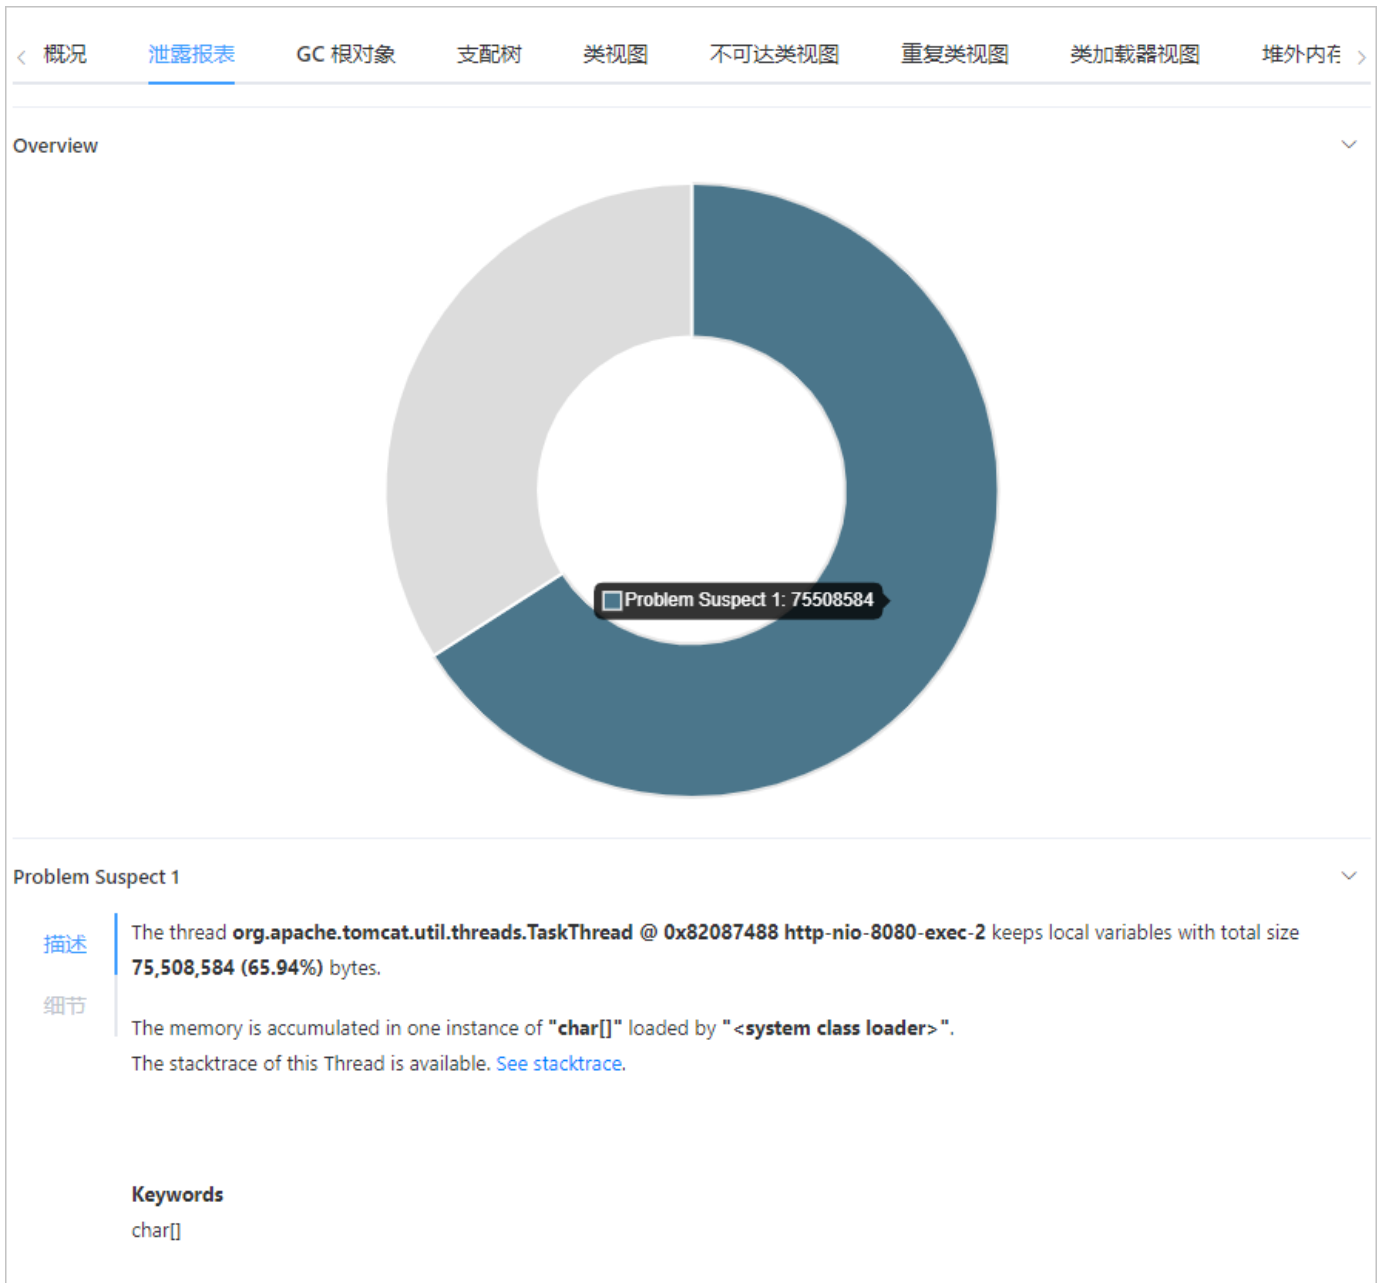 概况 泄露报表 GC 根对象 支配树 类视图 不可达类视图 重复类视图 类加载器视图 堆外内存
Overview
Problem Suspect 1: 75508584
Problem Suspect 1
描述
The thread org.apache.tomcat.util.threads.TaskThread @ 0x82087488 http-nio-8080-exec-2 keeps local variables with total size
75,508,584 (65.94%) bytes.
细节
The memory is accumulated in one instance of "char[]" loaded by "<system class loader>".
The stacktrace of this Thread is available. See stacktrace.
Keywords
char[]